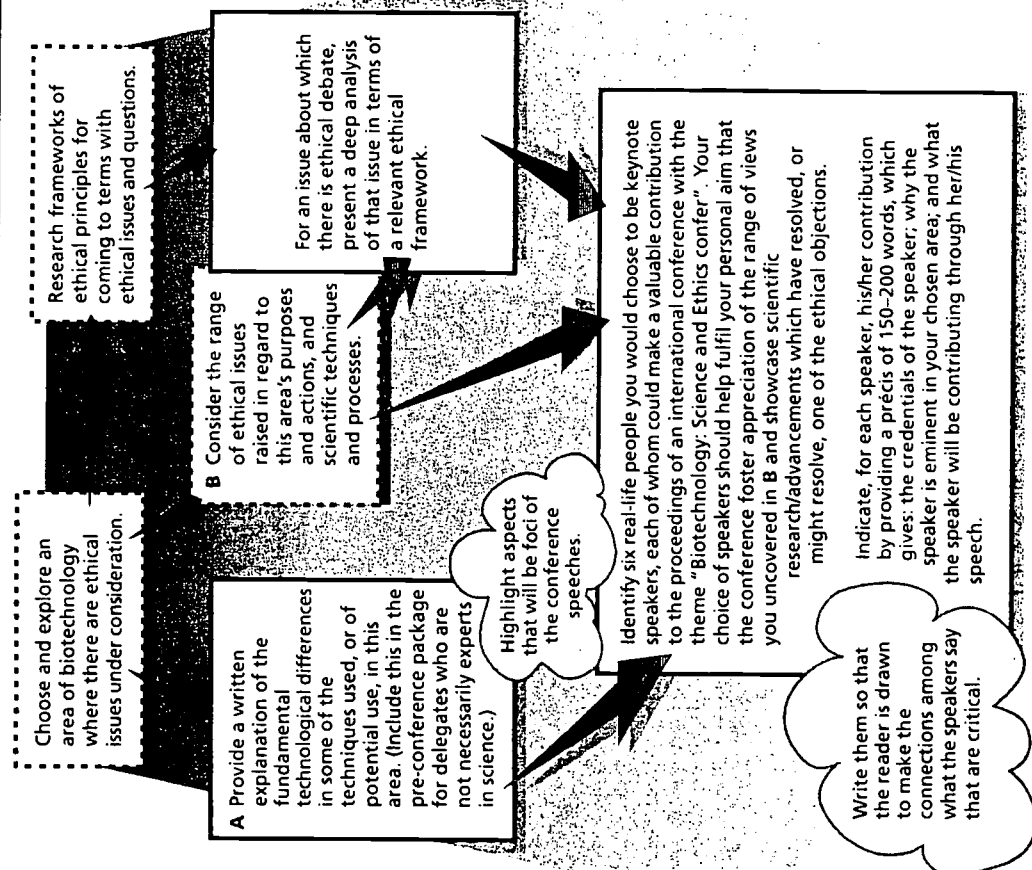 Choose and explore an
area of biotechnology
where there are ethical
issues under consideration.
Research frameworks of
ethical principles for
coming to terms with
ethical issues and questions.
A Provide a written
explanation of the
fundamental
technological differences
in some of the
techniques used, or of
potential use, in this
area. (Include this in the
pre-conference package
for delegates who are
not necessarily experts
in science.)
B Consider the range
of ethical issues
raised in regard to
this area's purposes
and actions, and
scientific techniques
and processes.
For an issue about which
there is ethical debate,
present a deep analysis
of that issue in terms of
a relevant ethical
framework.
Highlight aspects
that will be foci of
the conference
speeches.
Identify six real-life people you would choose to be keynote
speakers, each of whom could make a valuable contribution
to the proceedings of an international conference with the
theme "Biotechnology: Science and Ethics confer". Your
choice of speakers should help fulfil your personal aim that
the conference foster appreciation of the range of views
you uncovered in B and showcase scientific
research/advancements which have resolved, or
might resolve, one of the ethical objections.
Indicate, for each speaker, his/her contribution
by providing a précis of 150–200 words, which
gives: the credentials of the speaker; why the
speaker is eminent in your chosen area; and what
the speaker will be contributing through her/his
speech.
Write them so that
the reader is drawn
to make the
connections among
what the speakers say
that are critical.